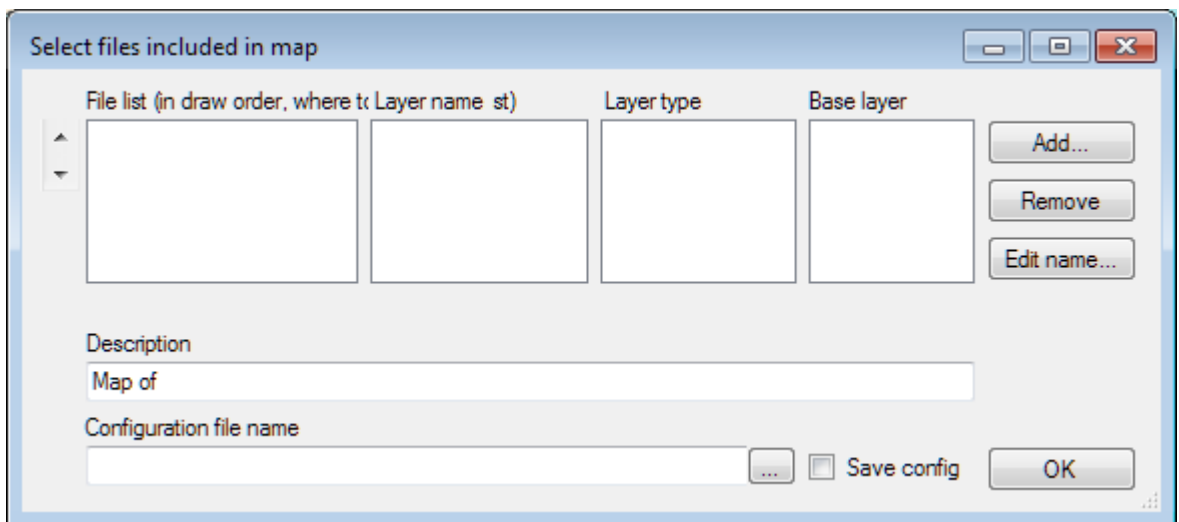 Select files included in map
File list (in draw order, where to Layer name st) Layer type Base layer
Add...
Remove
Edit name...
Description
Map of
Configuration file name
... Save config OK